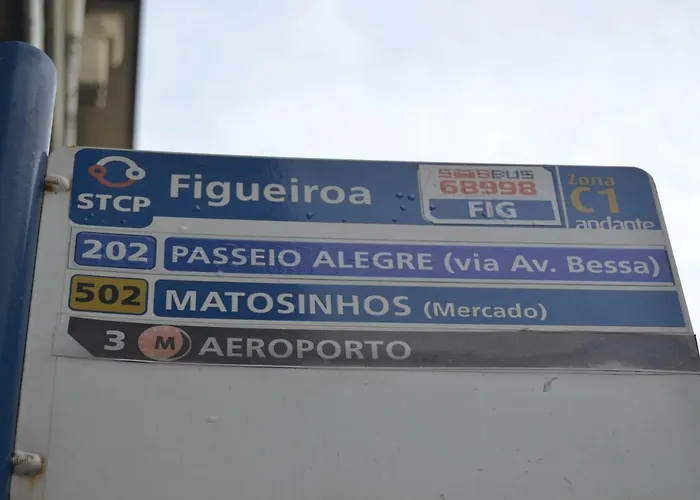 STCP Figueiroa
SMSBUS
68998
FIG
Zona
C1
andante
202 PASSEIO ALEGRE (via Av. Bessa)
502 MATOSINHOS (Mercado)
3 M AEROPORTO